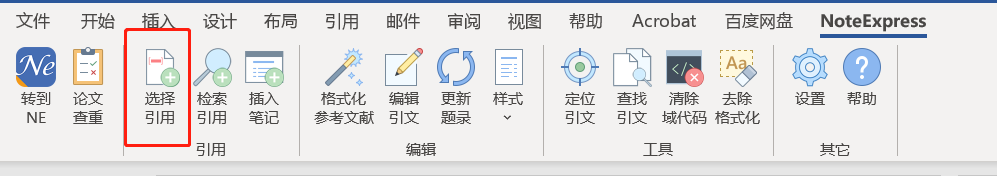 文件 开始 插入 设计 布局 引用 邮件 审阅 视图 帮助 Acrobat 百度网盘 NoteExpress
Ne </> Aa ?
转到 论文 选择 检索 插入 格式化 编辑 更新 样式 定位 查找 清除 去除 设置 帮助
NE 查重 引用 引用 笔记 参考文献 引文 题录 引文 引文 域代码 格式化
引用 编辑 工具 其它